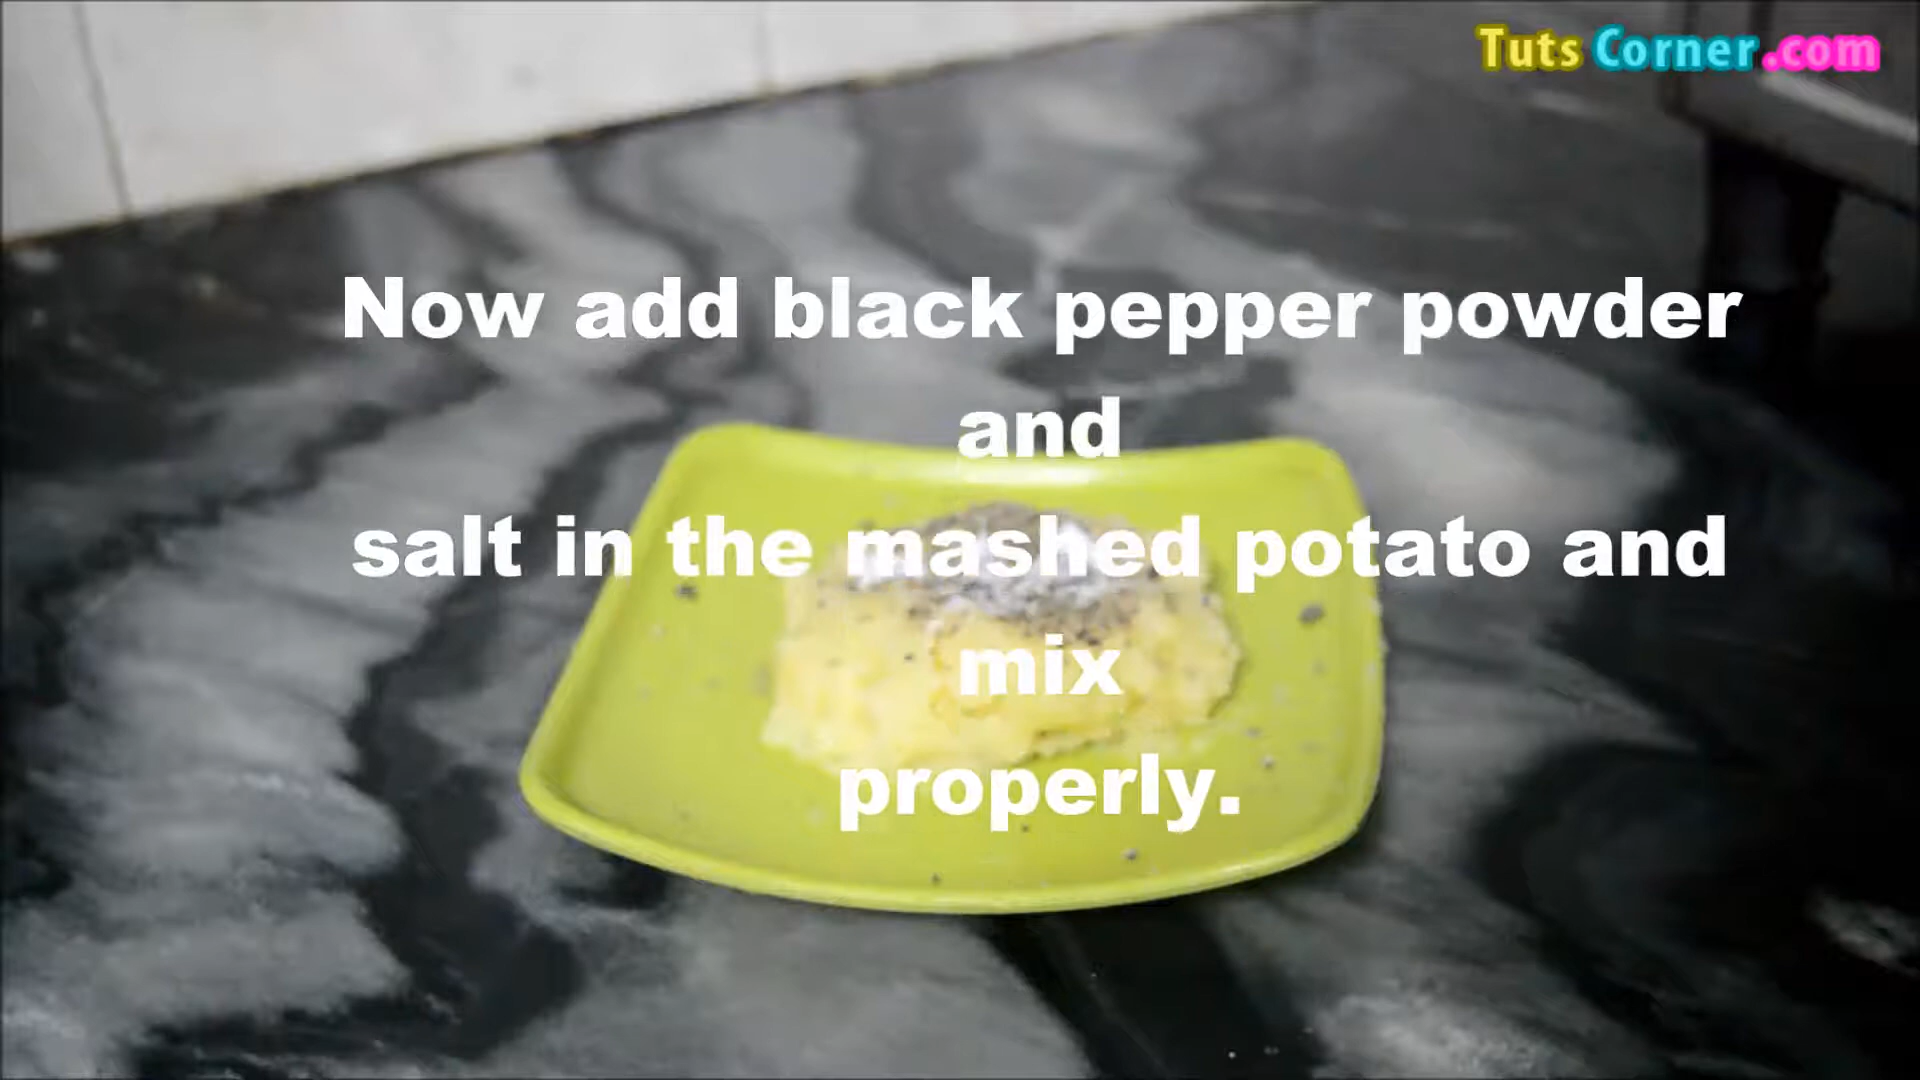 Tuts Corner.com
Now add black pepper powder
and
salt in the mashed potato and
mix
properly.